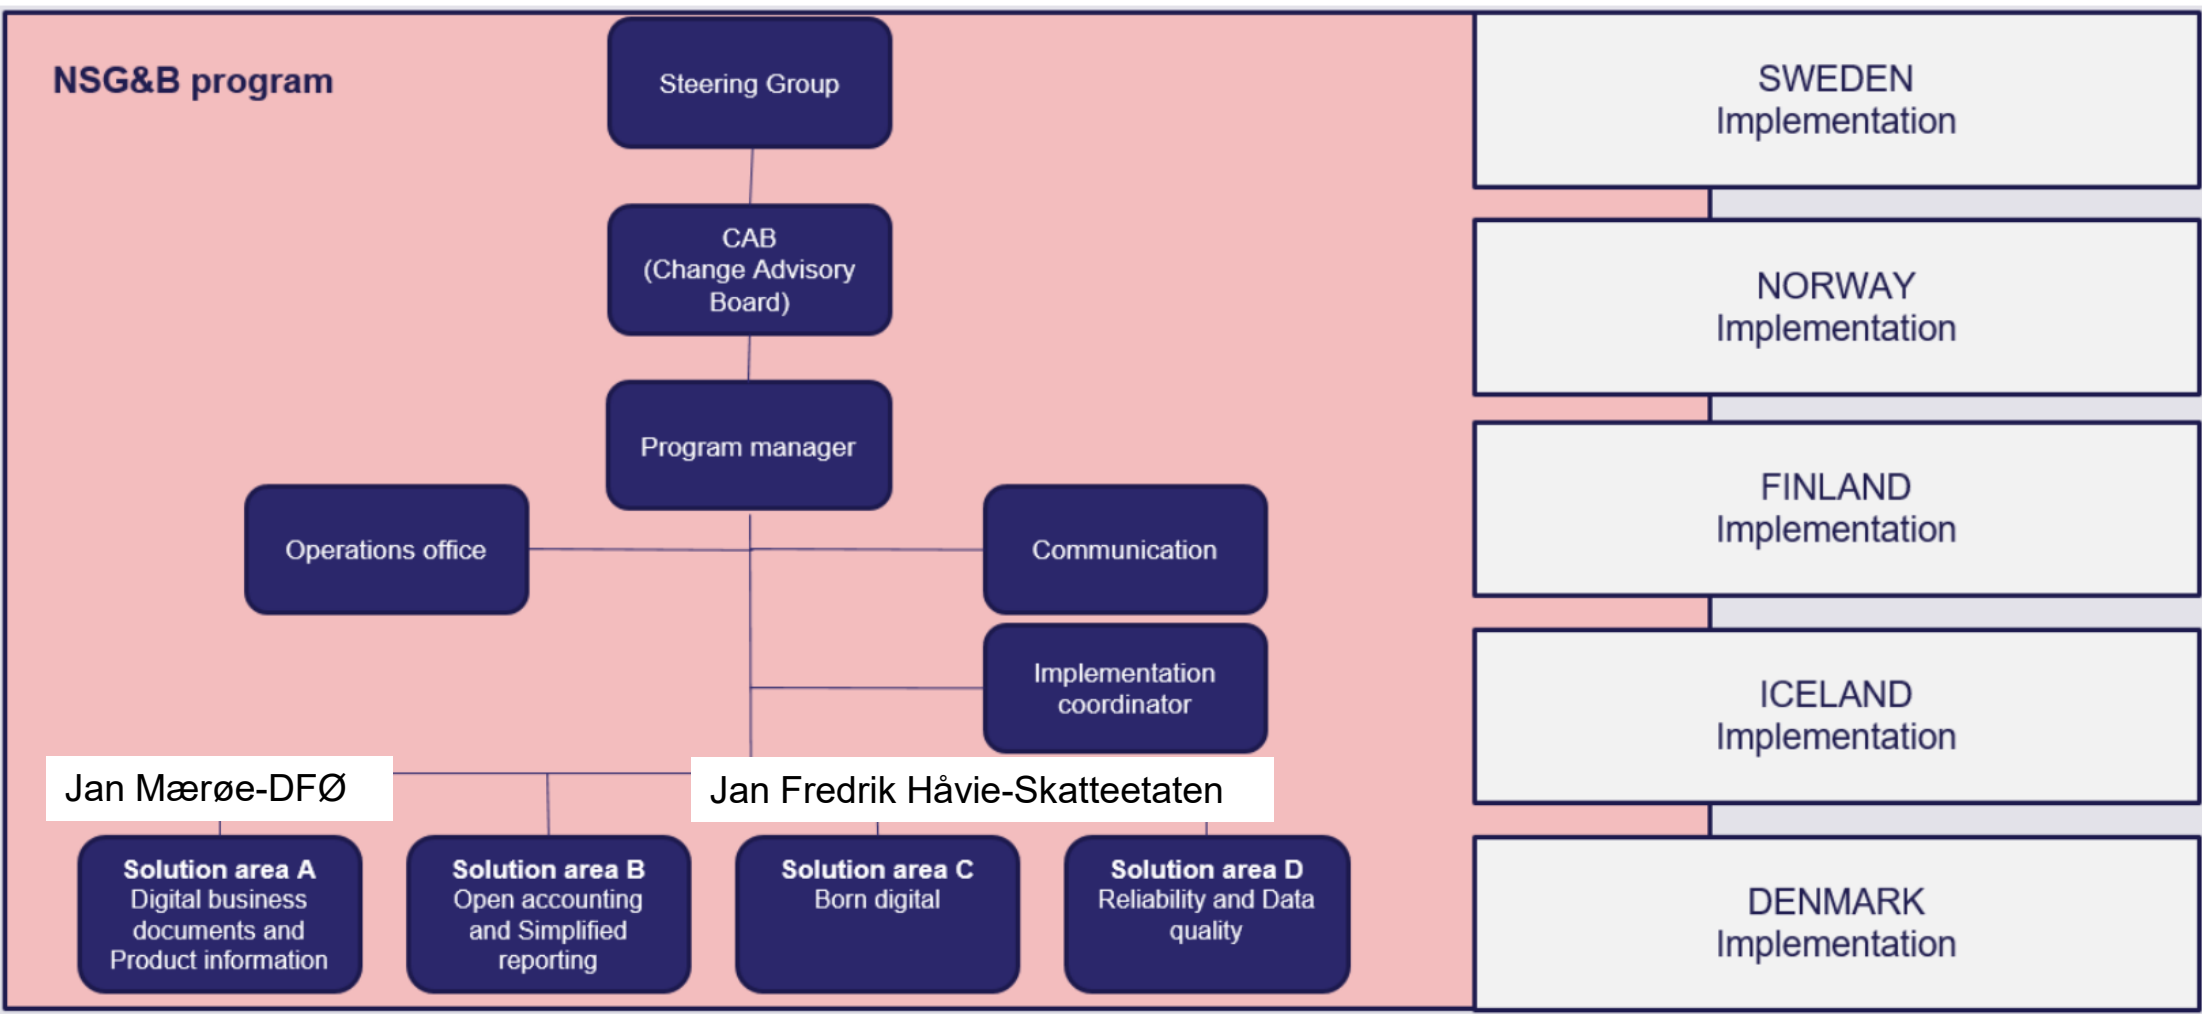 NSG&B program
Steering Group
CAB
(Change Advisory
Board)
Program manager
Operations office
Communication
Implementation
coordinator
Jan Mærøe-DFØ
Jan Fredrik Håvie-Skatteetaten
Solution area A
Digital business
documents and
Product information
Solution area B
Open accounting
and Simplified
reporting
Solution area C
Born digital
Solution area D
Reliability and Data
quality
SWEDEN
Implementation
NORWAY
Implementation
FINLAND
Implementation
ICELAND
Implementation
DENMARK
Implementation